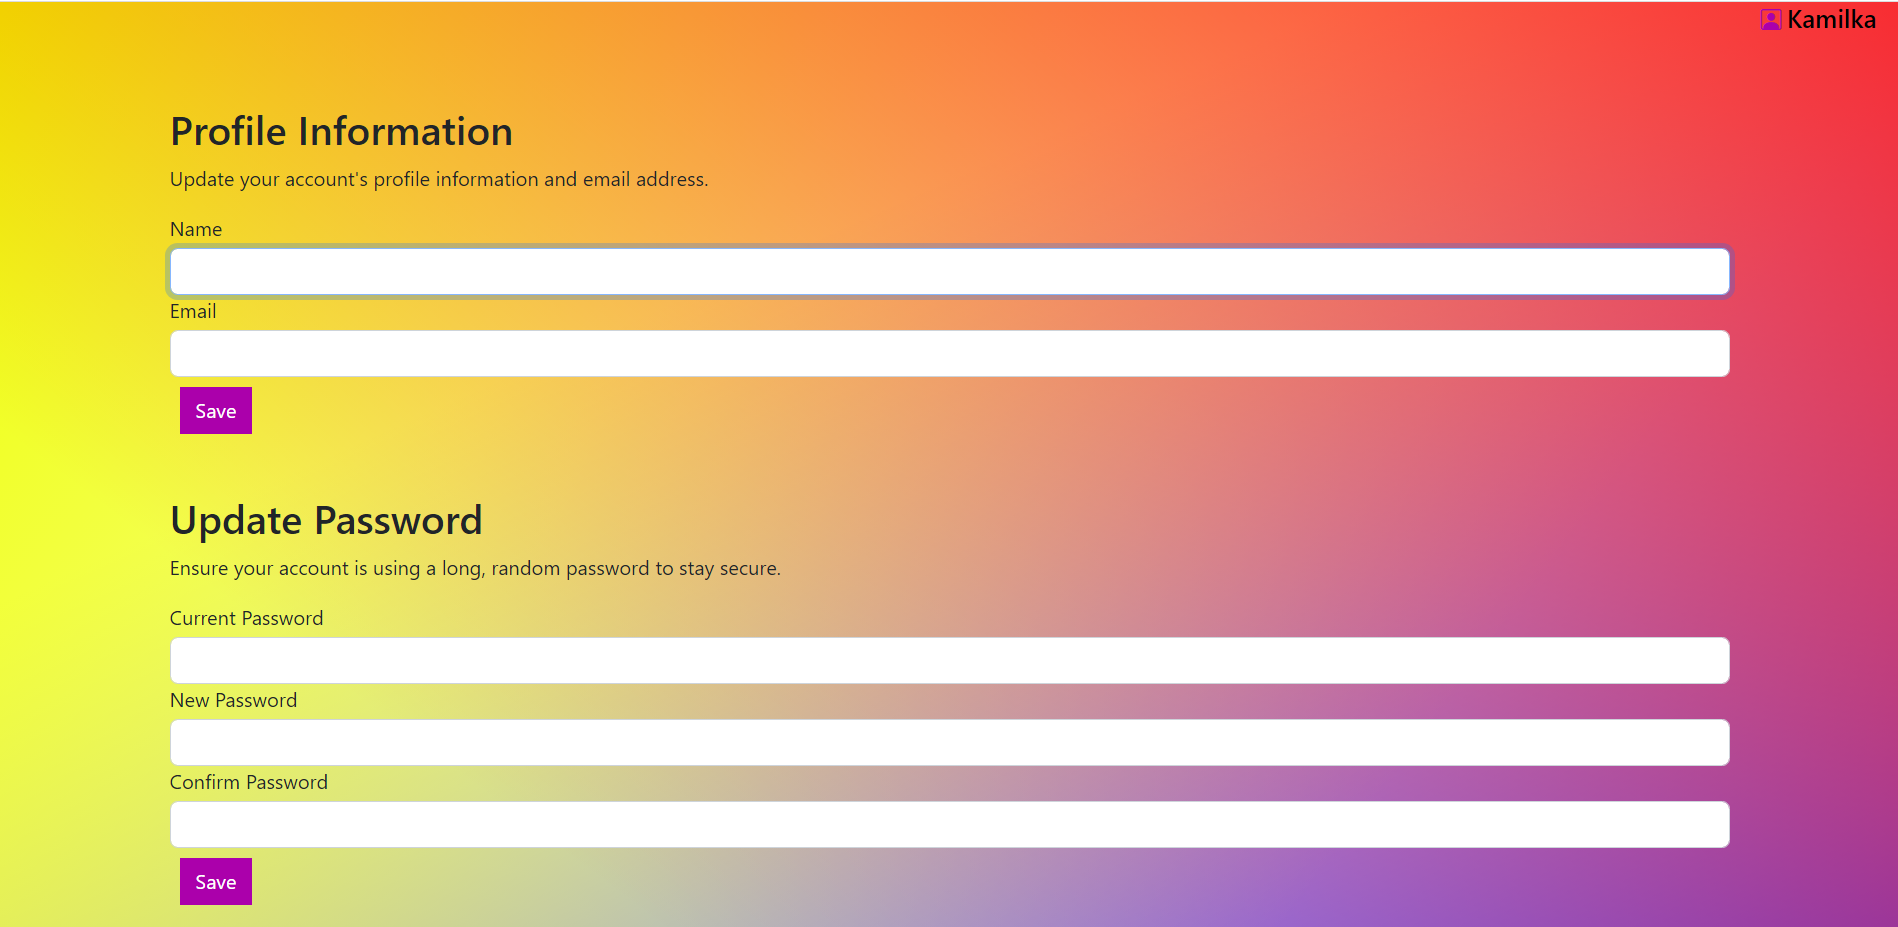 Kamilka
Profile Information
Update your account's profile information and email address.
Name
Email
Save
Update Password
Ensure your account is using a long, random password to stay secure.
Current Password
New Password
Confirm Password
Save